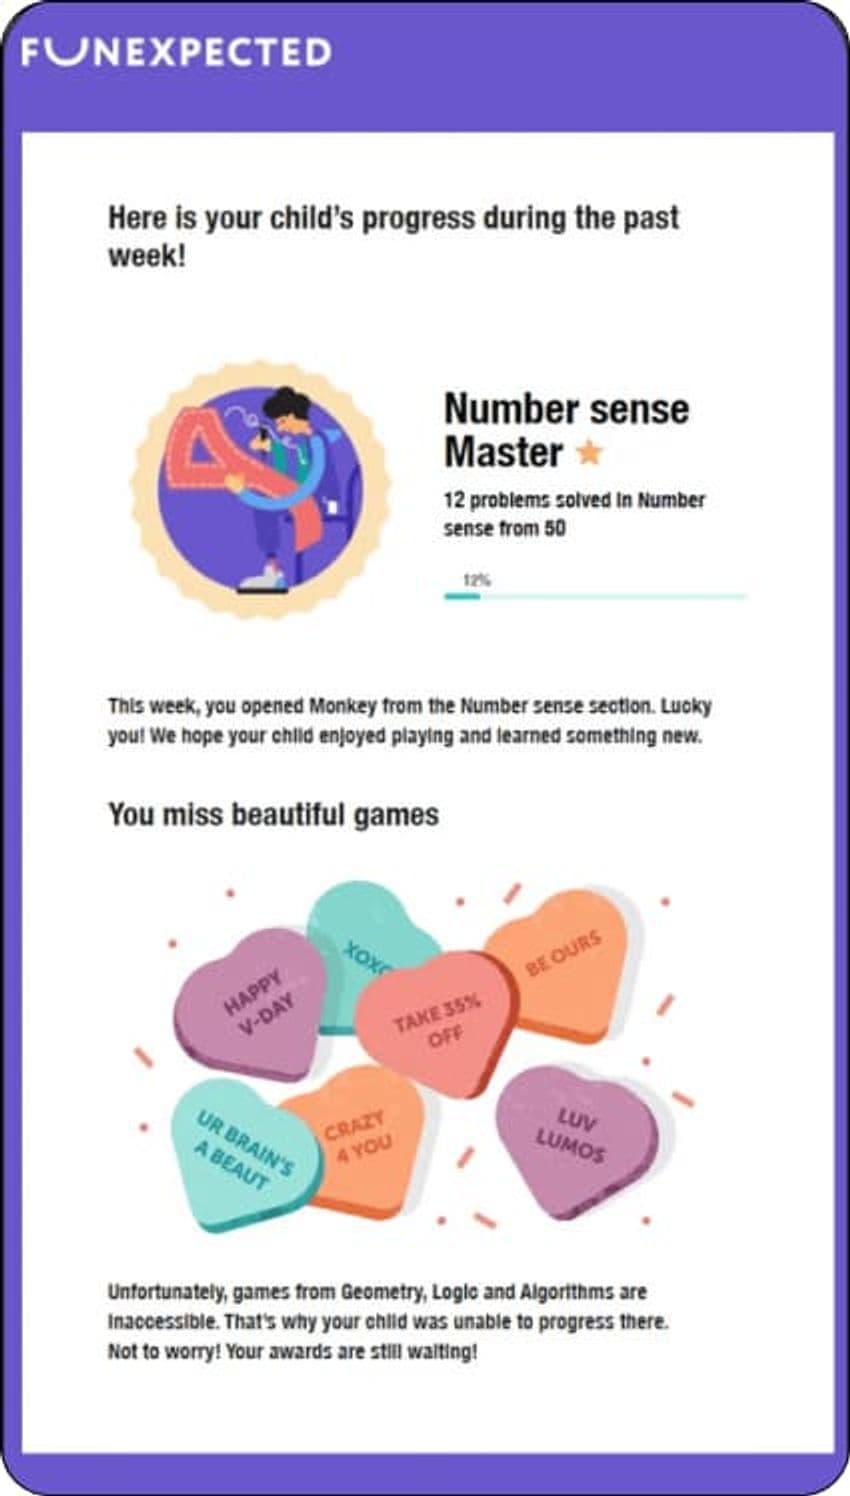 FUNEXPECTED
Here is your child's progress during the past
week!
Number sense
Master
12 problems solved in Number
sense from 50
12%
This week, you opened Monkey from the Number sense section. Lucky
you! We hope your child enjoyed playing and learned something new.
You miss beautiful games
XOXO
BE OURS
HAPPY
V-DAY
TAKE 35%
OFF
UR BRAIN'S
A BEAUT
CRAZY
4 YOU
LUV
LUMOS
Unfortunately, games from Geometry, Logic and Algorithms are
inaccessible. That's why your child was unable to progress there.
Not to worry! Your awards are still waiting!